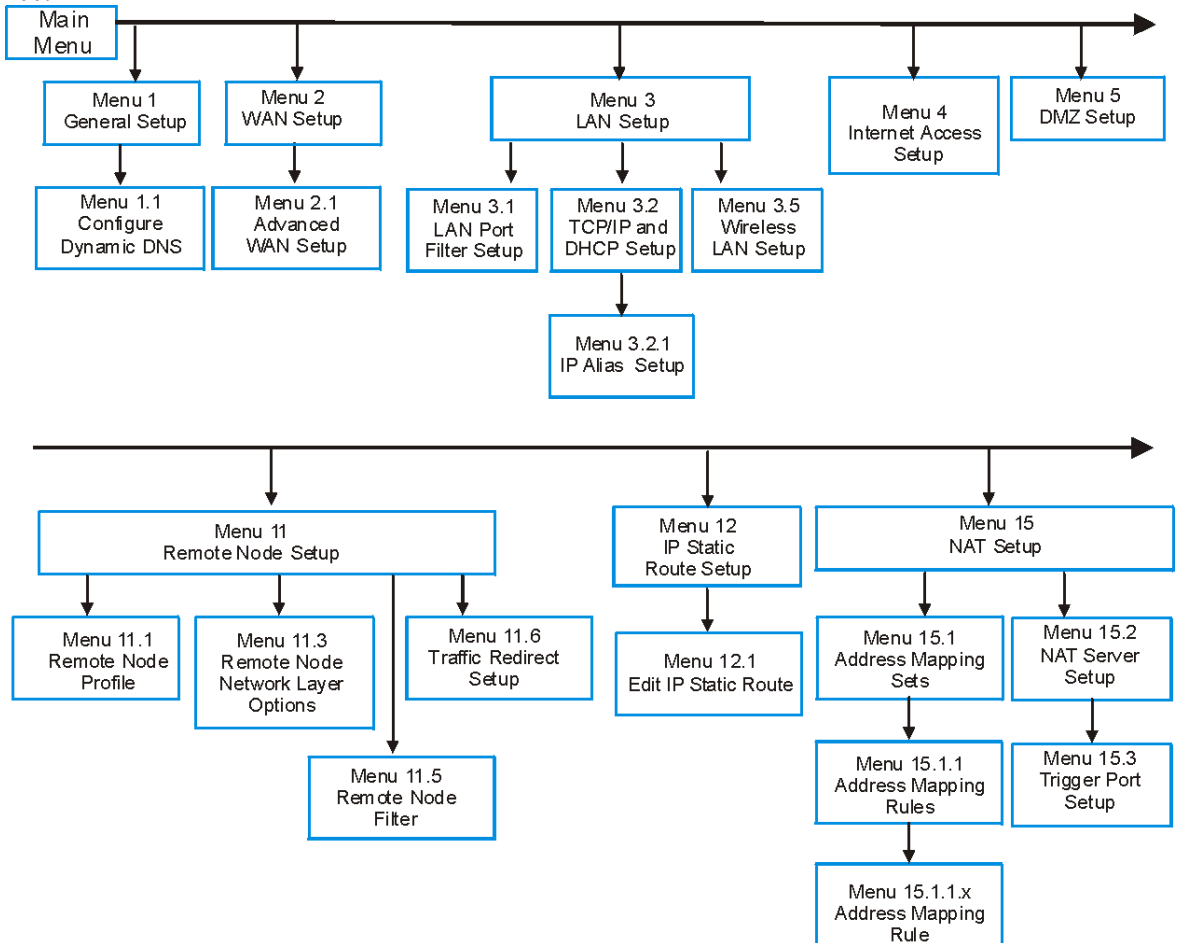 Main
Menu
Menu 1
General Setup
Menu 2
WAN Setup
Menu 3
LAN Setup
Menu 4
Internet Access
Setup
Menu 5
DMZ Setup
Menu 1.1
Configure
Dynamic DNS
Menu 2.1
Advanced
WAN Setup
Menu 3.1
LAN Port
Filter Setup
Menu 3.2
TCP/IP and
DHCP Setup
Menu 3.5
Wireless
LAN Setup
Menu 3.2.1
IP Alias Setup
Menu 11
Remote Node Setup
Menu 12
IP Static
Route Setup
Menu 15
NAT Setup
Menu 11.1
Remote Node
Profile
Menu 11.3
Remote Node
Network Layer
Options
Menu 11.6
Traffic Redirect
Setup
Menu 12.1
Edit IP Static Route
Menu 15.1
Address Mapping
Sets
Menu 15.2
NAT Server
Setup
Menu 11.5
Remote Node
Filter
Menu 15.1.1
Address Mapping
Rules
Menu 15.3
Trigger Port
Setup
Menu 15.1.1.x
Address Mapping
Rule